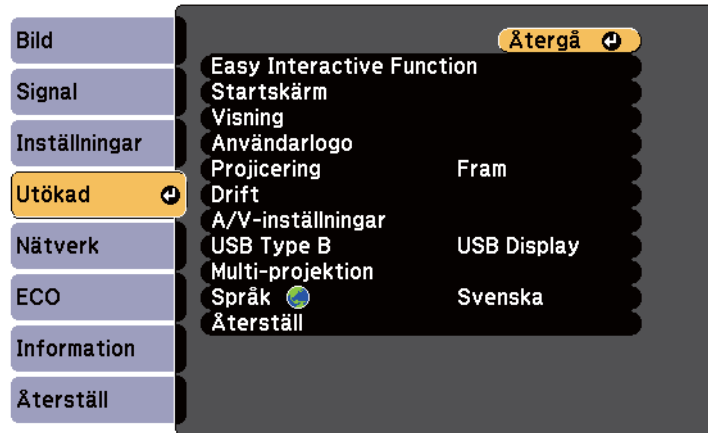 Bild
Signal
Inställningar
Utökad
Nätverk
ECO
Information
Återställ
Återgå
Easy Interactive Function
Startskärm
Visning
Användarlogo
Projicering Fram
Drift
A/V-inställningar
USB Type B USB Display
Multi-projektion
Språk Svenska
Återställ